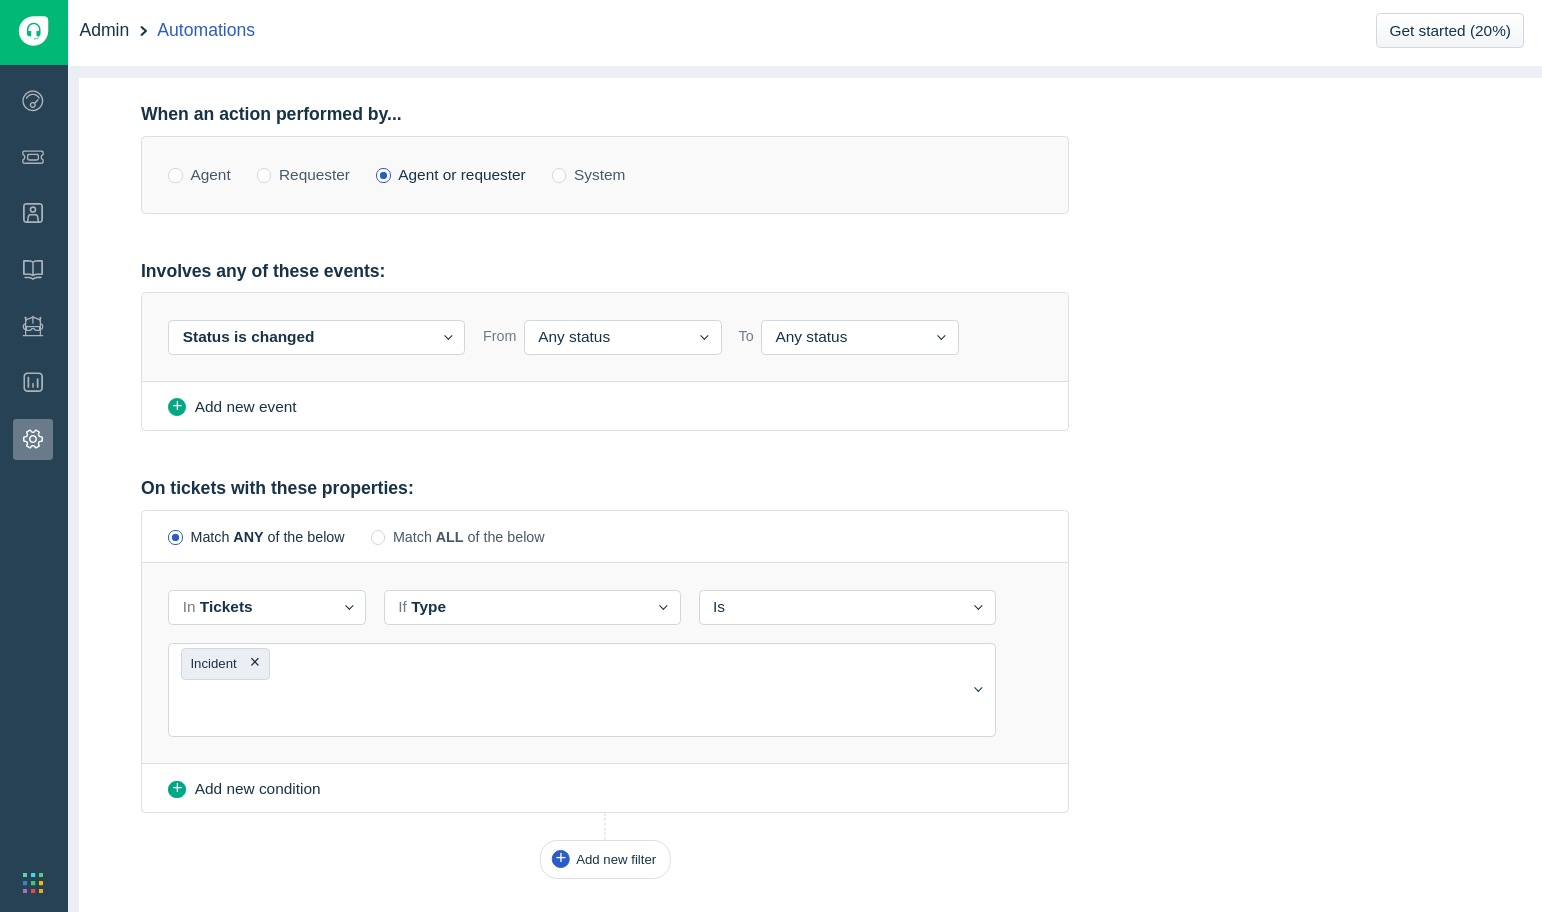 Admin > Automations
Get started (20%)
When an action performed by...
Agent Requester Agent or requester System
Involves any of these events:
Status is changed From Any status To Any status
Add new event
On tickets with these properties:
Match ANY of the below Match ALL of the below
In Tickets If Type Is
Incident ×
Add new condition
Add new filter